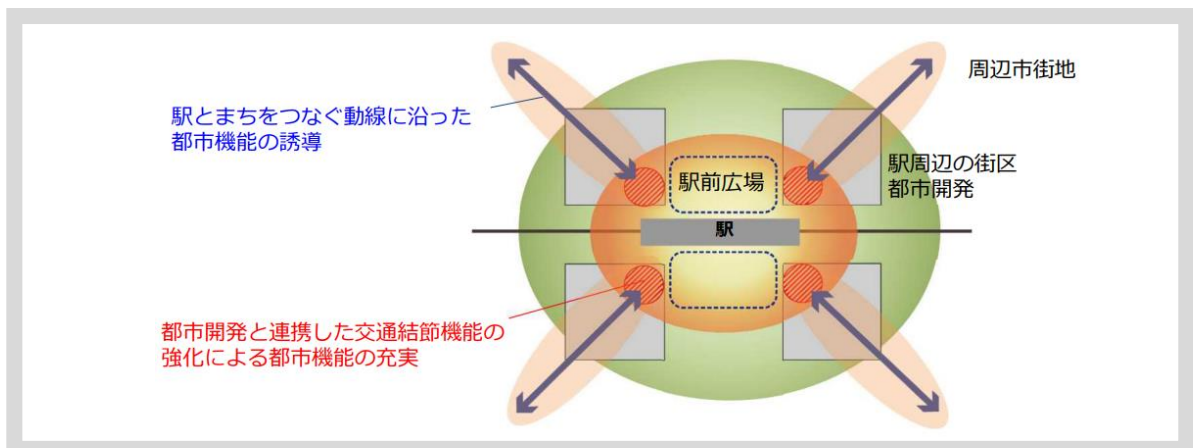 周辺市街地
駅とまちをつなぐ動線に沿った
都市機能の誘導
駅周辺の街区
都市開発
駅前広場
駅
都市開発と連携した交通結節機能の
強化による都市機能の充実